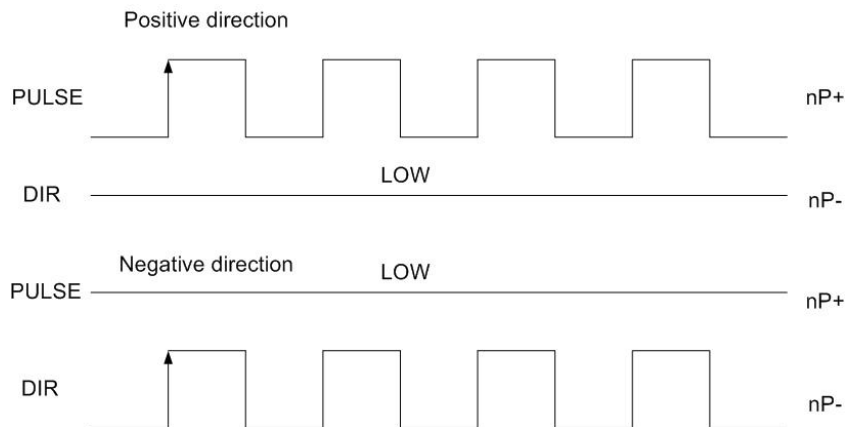 Positive direction
PULSE nP+
LOW
DIR nP-
Negative direction LOW
PULSE nP+
DIR nP-